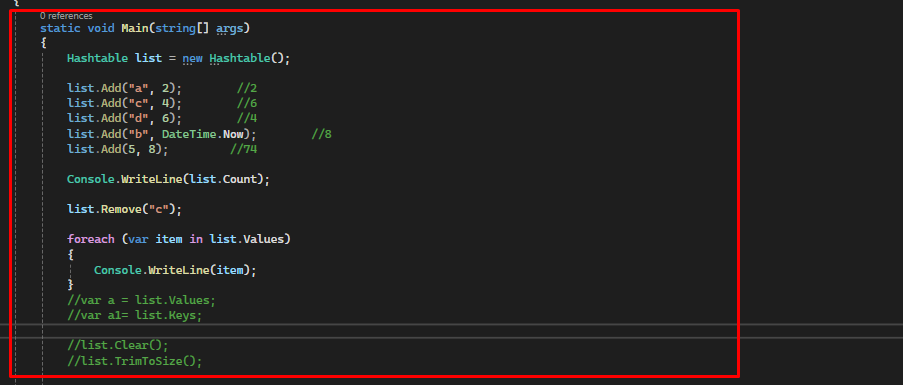 {
0 references
static void Main(string[] args)
{
Hashtable list = new Hashtable();
list.Add("a", 2); //2
list.Add("c", 4); //6
list.Add("d", 6); //4
list.Add("b", DateTime.Now); //8
list.Add(5, 8); //74
Console.WriteLine(list.Count);
list.Remove("c");
foreach (var item in list.Values)
{
Console.WriteLine(item);
}
//var a = list.Values;
//var a1= list.Keys;
//list.Clear();
//list.TrimToSize();